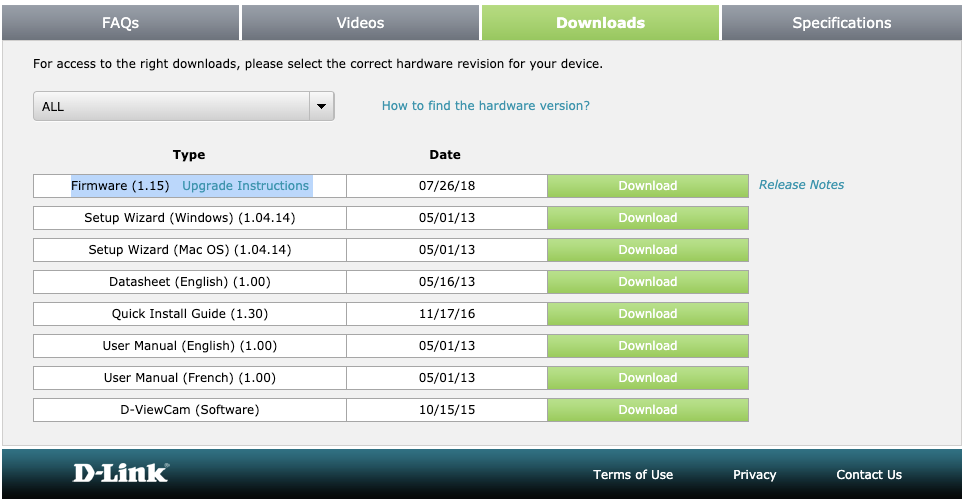 FAQs Videos Downloads Specifications
For access to the right downloads, please select the correct hardware revision for your device.
ALL How to find the hardware version?
Type Date
Firmware (1.15) Upgrade Instructions 07/26/18 Download Release Notes
Setup Wizard (Windows) (1.04.14) 05/01/13 Download
Setup Wizard (Mac OS) (1.04.14) 05/01/13 Download
Datasheet (English) (1.00) 05/16/13 Download
Quick Install Guide (1.30) 11/17/16 Download
User Manual (English) (1.00) 05/01/13 Download
User Manual (French) (1.00) 05/01/13 Download
D-ViewCam (Software) 10/15/15 Download
D-Link® Terms of Use Privacy Contact Us